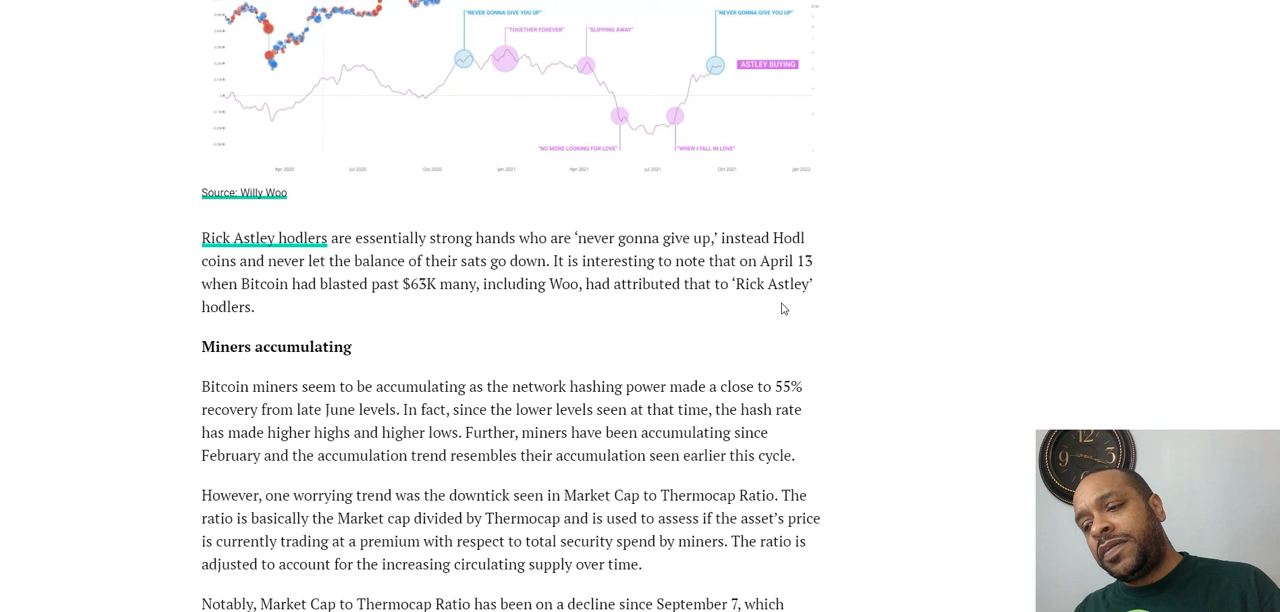 "NEVER GONNA GIVE YOU UP" "NEVER GONNA GIVE YOU UP"
"TOGETHER FOREVER" "SLIPPING AWAY"
ASTLEY BUYING
"NO MORE LOOKING FOR LOVE" "WHEN I FALL IN LOVE"
Apr 2020 Jul 2020 Oct 2020 Jan 2021 Apr 2021 Jul 2021 Oct 2021 Jan 2022
Source: Willy Woo
Rick Astley hodlers are essentially strong hands who are ‘never gonna give up,’ instead Hodl
coins and never let the balance of their sats go down. It is interesting to note that on April 13
when Bitcoin had blasted past $63K many, including Woo, had attributed that to ‘Rick Astley’
hodlers.
Miners accumulating
Bitcoin miners seem to be accumulating as the network hashing power made a close to 55%
recovery from late June levels. In fact, since the lower levels seen at that time, the hash rate
has made higher highs and higher lows. Further, miners have been accumulating since
February and the accumulation trend resembles their accumulation seen earlier this cycle.
However, one worrying trend was the downtick seen in Market Cap to Thermocap Ratio. The
ratio is basically the Market cap divided by Thermocap and is used to assess if the asset’s price
is currently trading at a premium with respect to total security spend by miners. The ratio is
adjusted to account for the increasing circulating supply over time.
Notably, Market Cap to Thermocap Ratio has been on a decline since September 7, which
12
9 3